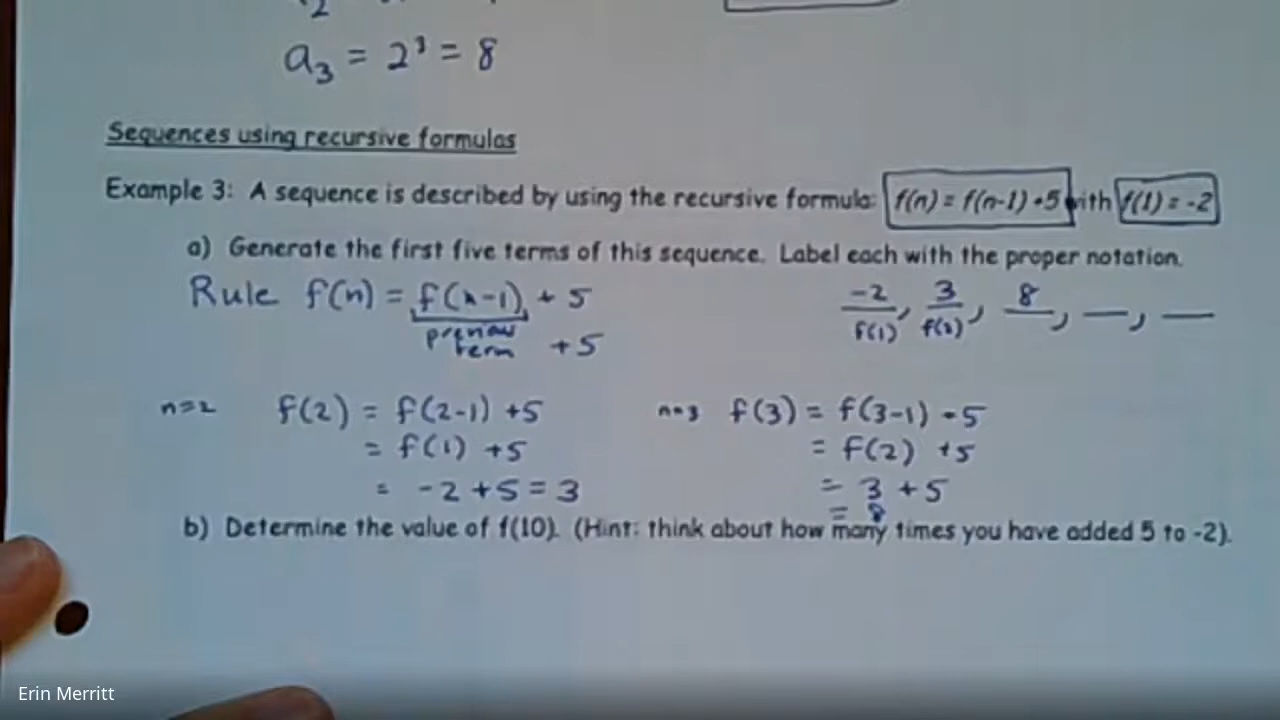 2
a3 = 2³ = 8
Sequences using recursive formulas
Example 3: A sequence is described by using the recursive formula: f(n) = f(n-1) + 5 with f(1) = -2
a) Generate the first five terms of this sequence. Label each with the proper notation.
Rule f(n) = f(n-1) + 5
term +5
-2, 3, 8, __, __
f(1) f(2)
n=2 f(2) = f(2-1) +5
= f(1) +5
= -2 +5 = 3
n=3 f(3) = f(3-1) +5
= f(2) +5
= 3 +5
= 8
b) Determine the value of f(10). (Hint: think about how many times you have added 5 to -2).
Erin Merritt